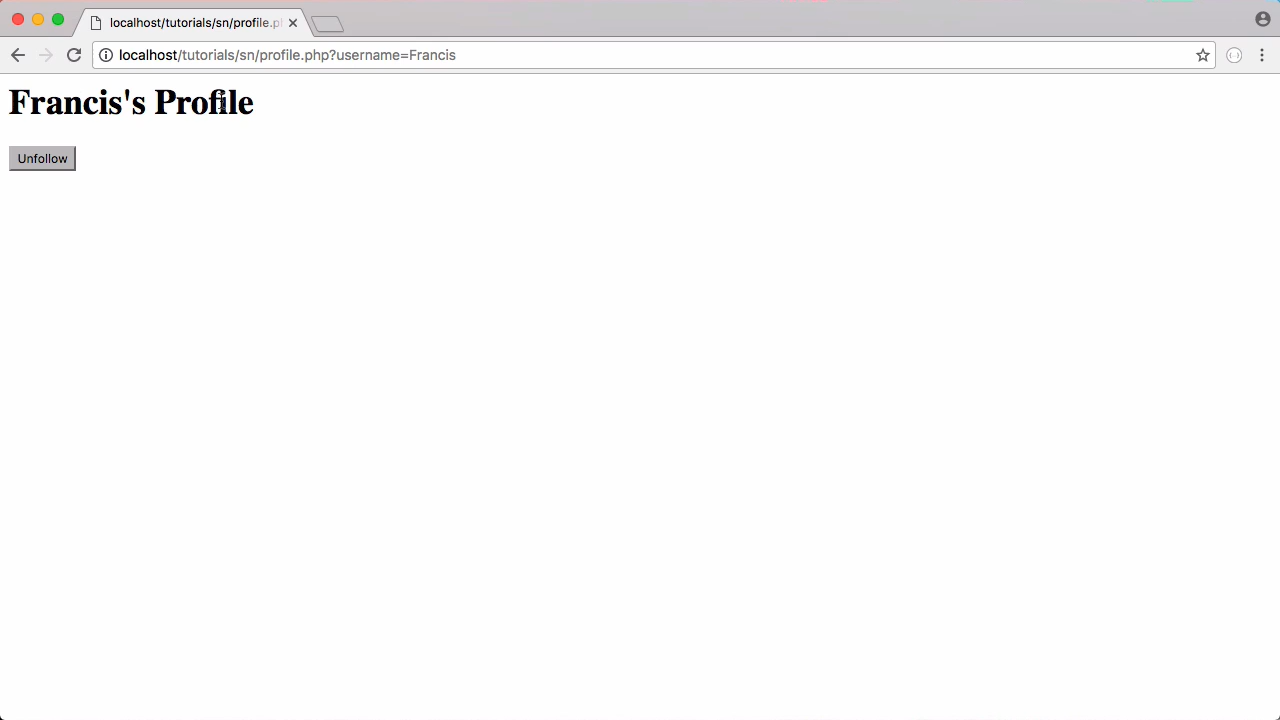 localhost/tutorials/sn/profile.p
localhost/tutorials/sn/profile.php?username=Francis
Francis's Profile
Unfollow